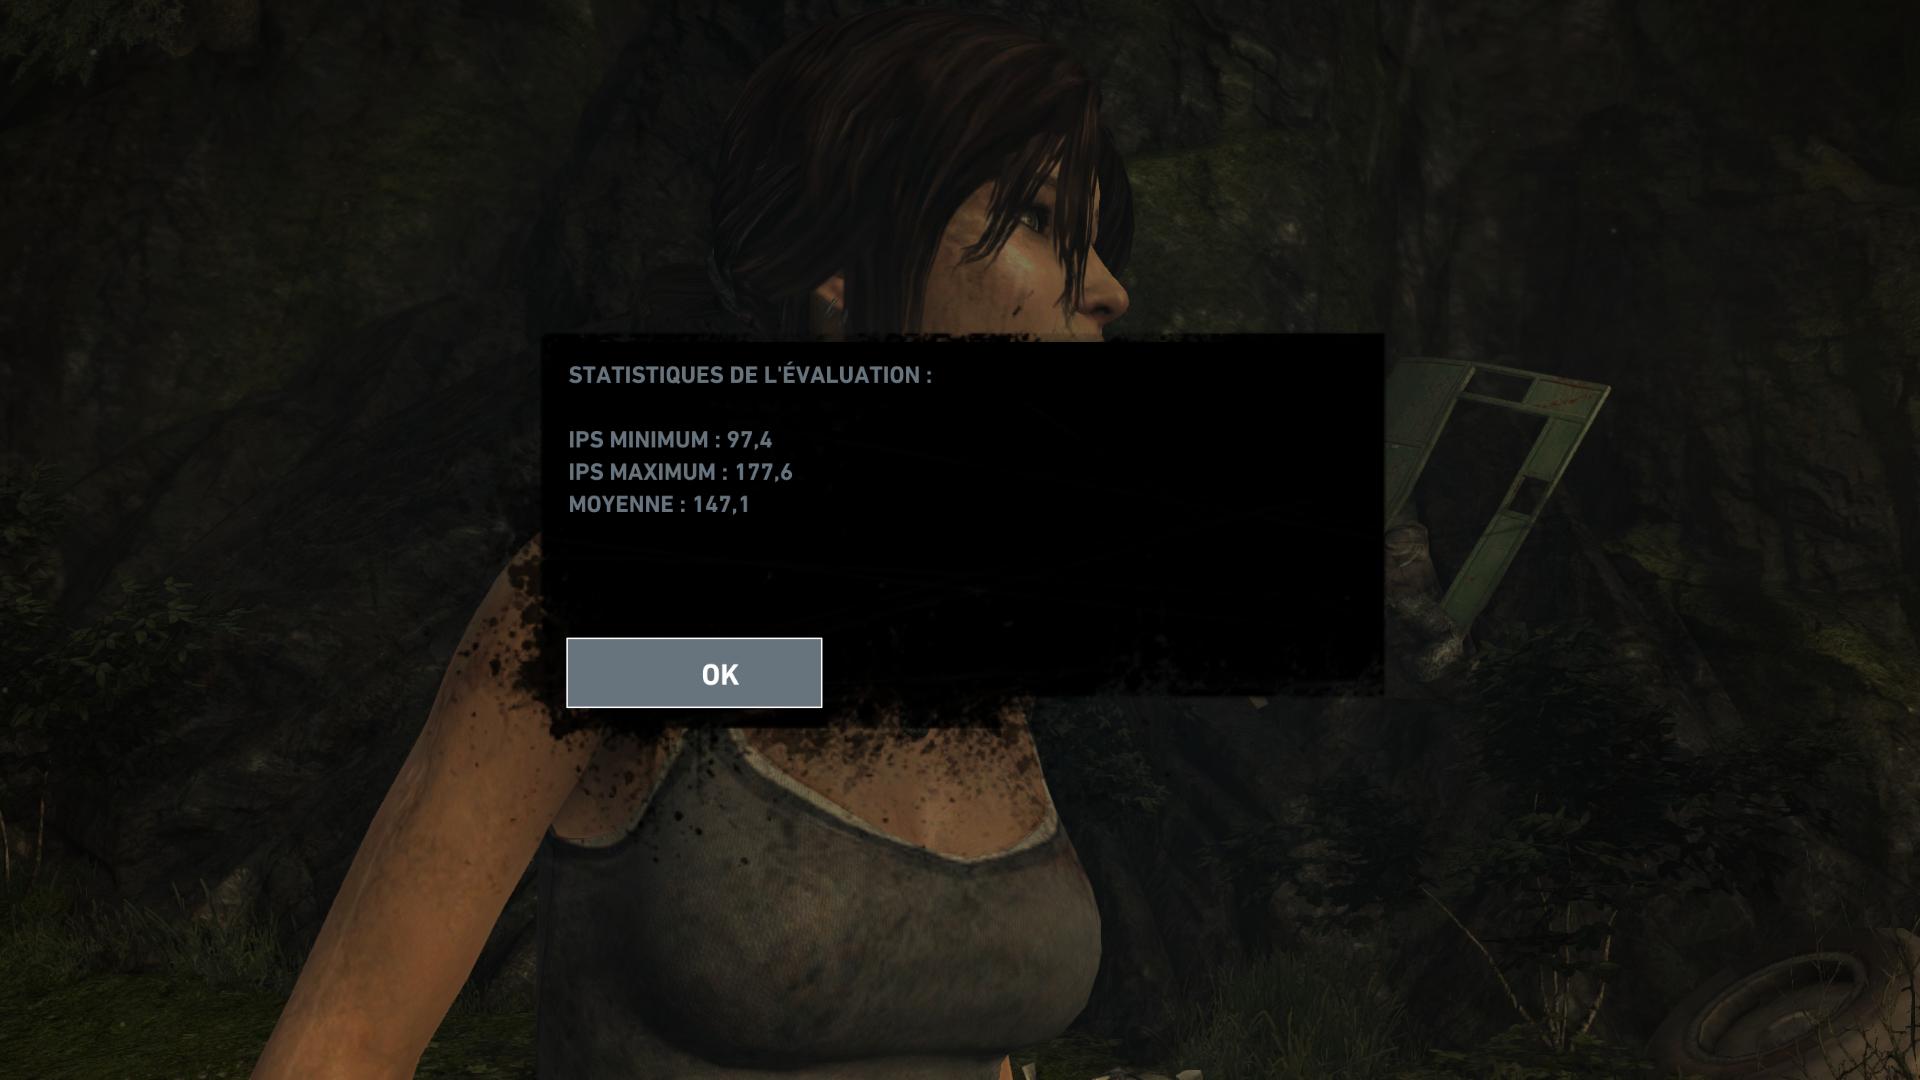 STATISTIQUES DE L'ÉVALUATION :
IPS MINIMUM : 97,4
IPS MAXIMUM : 177,6
MOYENNE : 147,1
OK